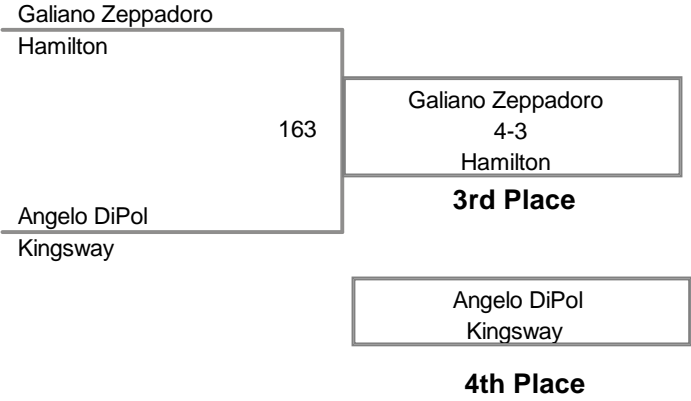 Galiano Zeppadoro
Hamilton
163
Galiano Zeppadoro
4-3
Hamilton
3rd Place
Angelo DiPol
Kingsway
Angelo DiPol
Kingsway
4th Place